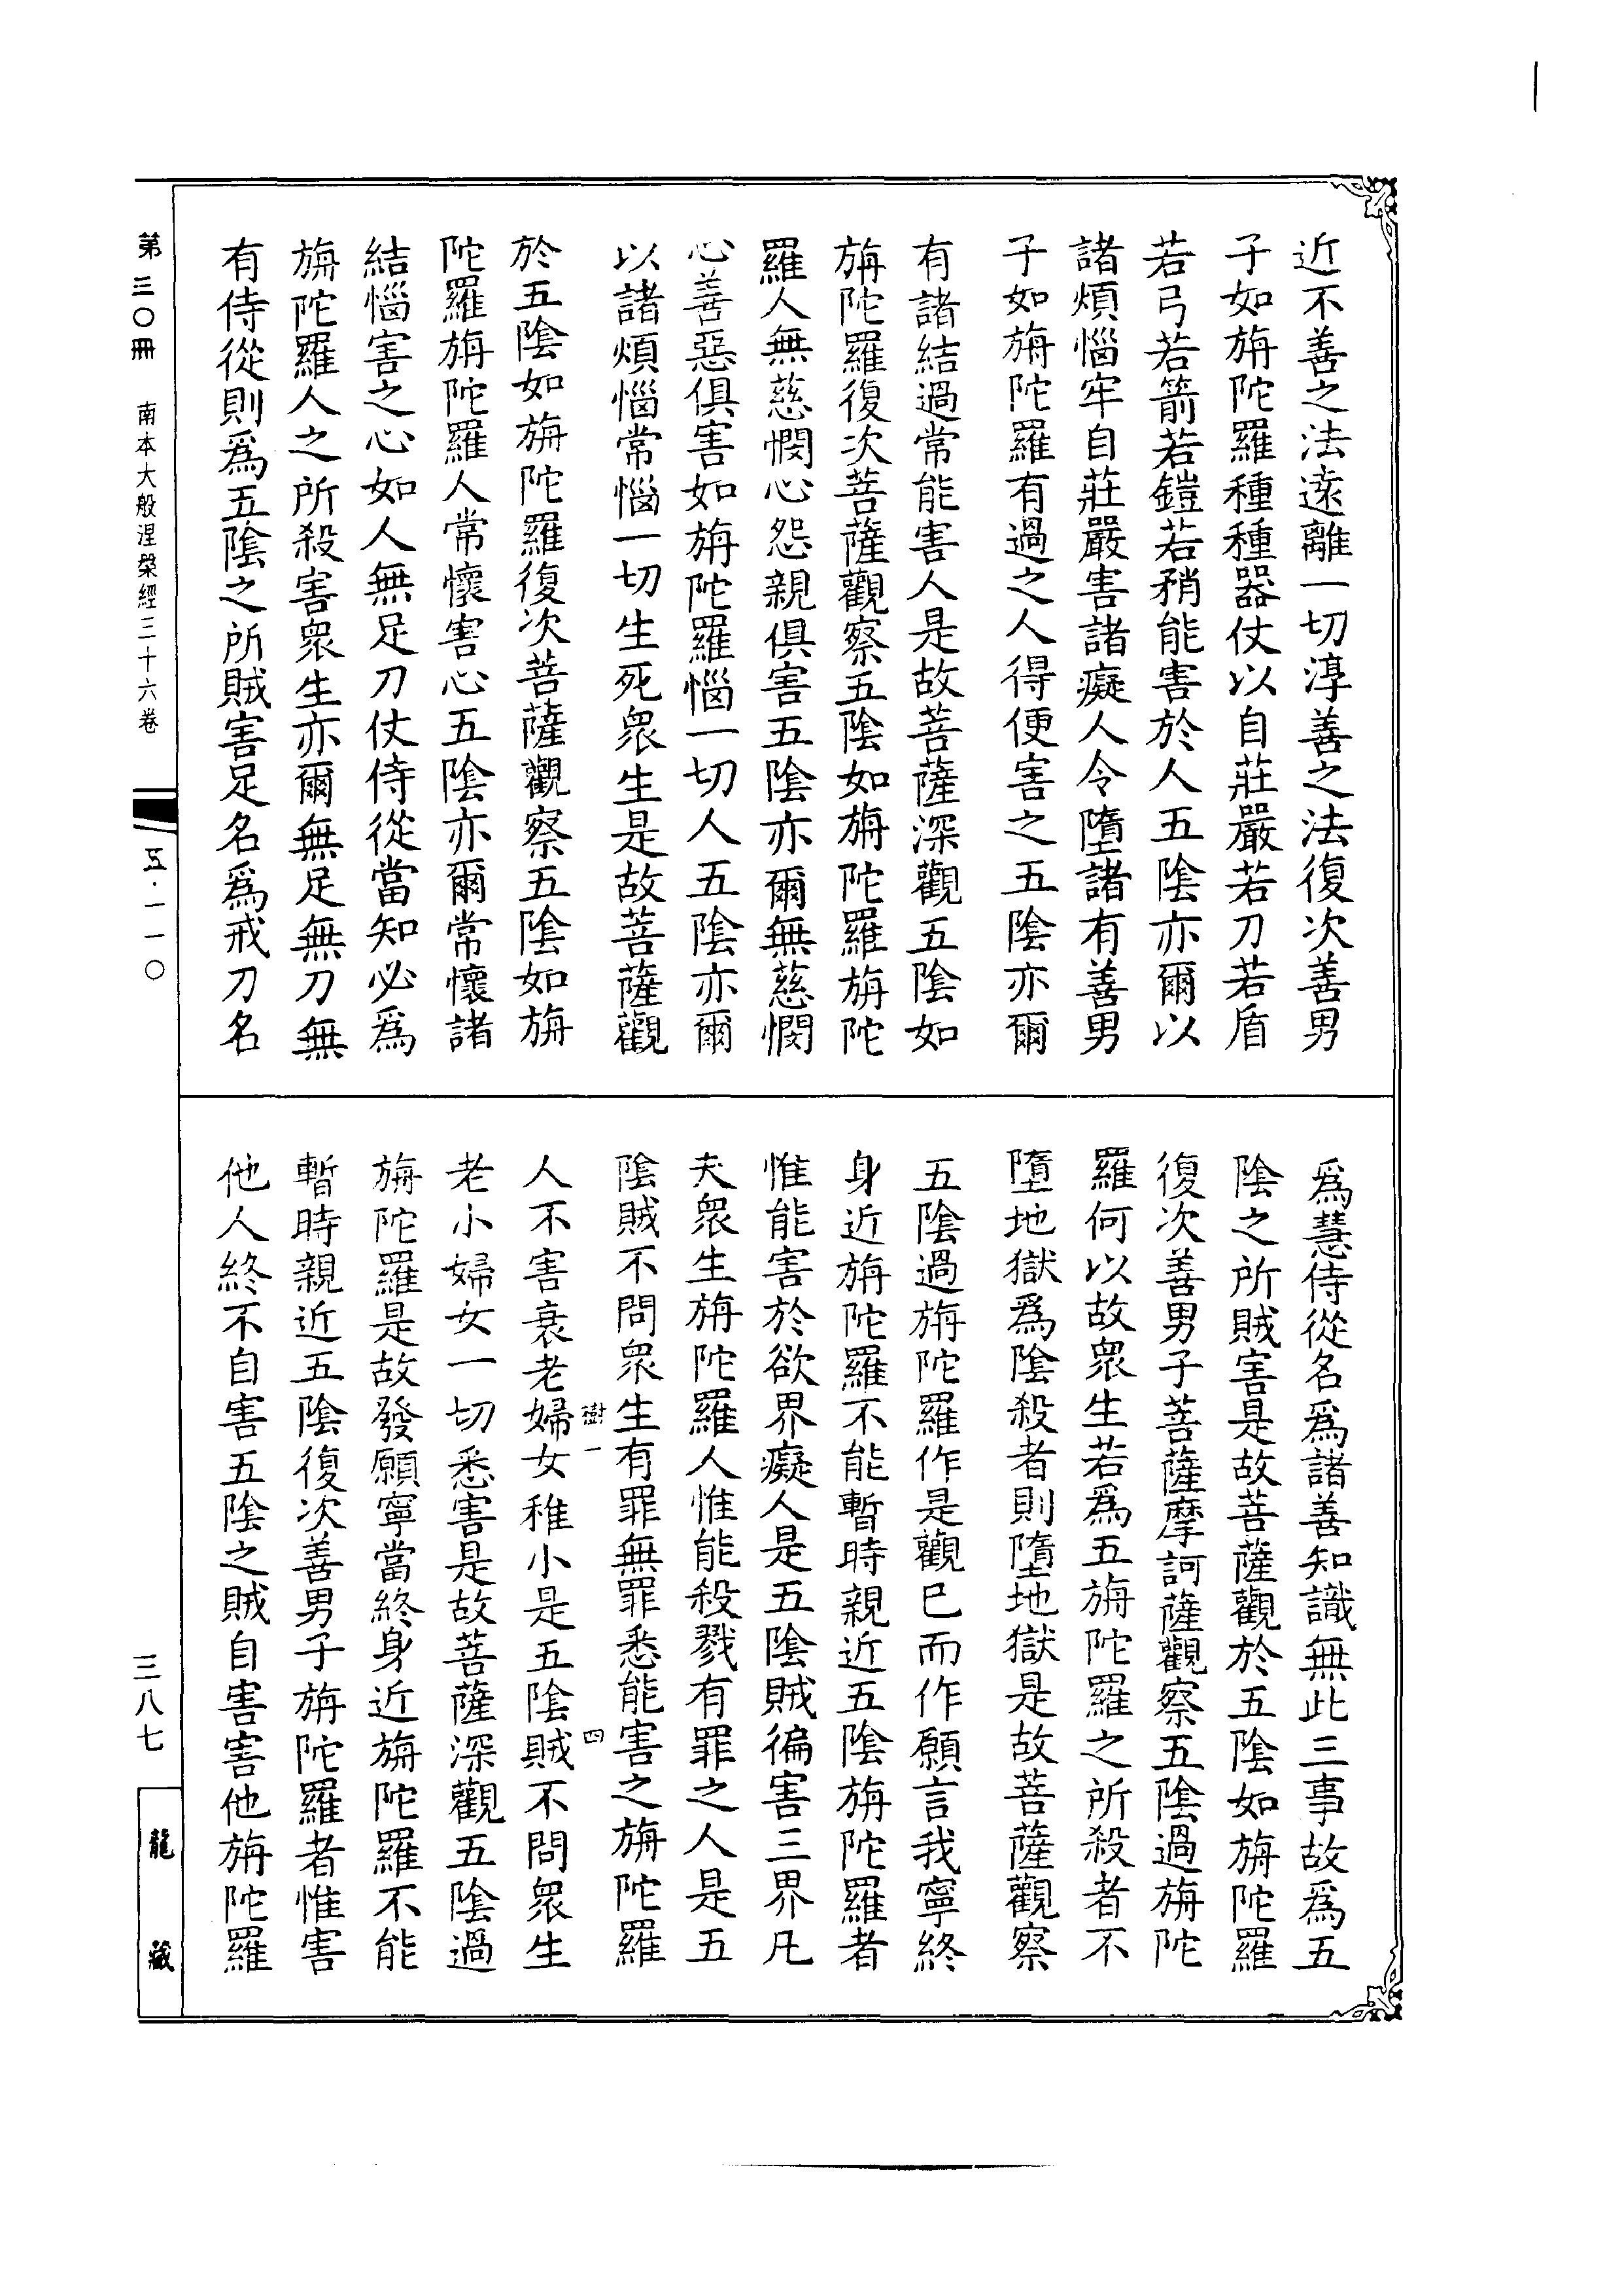 近不善之法遠離一切淳善之法復次善男
子如旃陀羅種種器仗以自莊嚴若刀若盾
若弓若箭若鎧若矟能害於人五陰亦爾以
諸煩惱牢自莊嚴害諸癡人令墮諸有善男
子如旃陀羅有過之人得便害之五陰亦爾
有諸結過常能害人是故菩薩深觀五陰如
旃陀羅復次菩薩觀察五陰如旃陀羅旃陀
羅人無慈愍心怨親俱害五陰亦爾無慈愍
心善惡俱害如旃陀羅惱一切人五陰亦爾
以諸煩惱常惱一切生死眾生是故菩薩觀
於五陰如旃陀羅復次菩薩觀察五陰如旃
陀羅旃陀羅人常懷害心五陰亦爾常懷諸
結惱害之心如人無足刀仗侍從當知必為
旃陀羅人之所殺害眾生亦爾無足無刀無
有侍從則為五陰之所賊害足名為戒刀名
為慧侍從名為諸善知識無此三事故為五
陰之所賊害是故菩薩觀於五陰如旃陀羅
復次善男子菩薩摩訶薩觀察五陰過旃陀
羅何以故眾生若為五旃陀羅之所殺者不
墮地獄為陰殺者則墮地獄是故菩薩觀察
五陰過旃陀羅作是觀已而作願言我寧終
身近旃陀羅不能暫時親近五陰旃陀羅者
惟能害於欲界癡人是五陰賊徧害三界凡
夫眾生旃陀羅人惟能殺戮有罪之人是五
陰賊不問眾生有罪無罪悉能害之旃陀羅
樹一　四
人不害衰老婦女稚小是五陰賊不問眾生
老小婦女一切悉害是故菩薩深觀五陰過
旃陀羅是故發願寧當終身近旃陀羅不能
暫時親近五陰復次善男子旃陀羅者惟害
他人終不自害五陰之賊自害害他旃陀羅
第三〇冊　南本大般涅槃經三十六卷
五·一一〇
三八七
龍藏